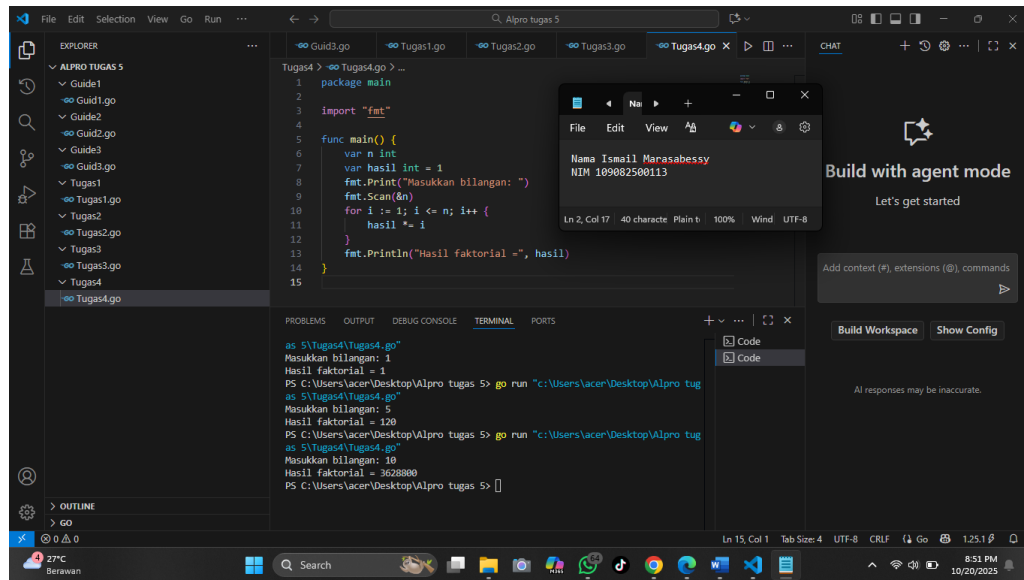 File Edit Selection View Go Run ··· ← → Alpro tugas 5
EXPLORER ···
ALPRO TUGAS 5
Guide1
Guid1.go
Guide2
Guid2.go
Guide3
Guid3.go
Tugas1
Tugas1.go
Tugas2
Tugas2.go
Tugas3
Tugas3.go
Tugas4
Tugas4.go
OUTLINE
GO
Guid3.go Tugas1.go Tugas2.go Tugas3.go Tugas4.go
Tugas4 > Tugas4.go > ...
1 package main
2
3 import "fmt"
4
5 func main() {
6 var n int
7 var hasil int = 1
8 fmt.Print("Masukkan bilangan: ")
9 fmt.Scan(&n)
10 for i := 1; i <= n; i++ {
11 hasil *= i
12 }
13 fmt.Println("Hasil faktorial =", hasil)
14 }
15
Na
File Edit View
Nama Ismail Marasabessy
NIM 109082500113
Ln 2, Col 17 40 characte Plain t 100% Wind UTF-8
PROBLEMS OUTPUT DEBUG CONSOLE TERMINAL PORTS
as 5\Tugas4\Tugas4.go"
Masukkan bilangan: 1
Hasil faktorial = 1
PS C:\Users\acer\Desktop\Alpro tugas 5> go run "c:\Users\acer\Desktop\Alpro tug
as 5\Tugas4\Tugas4.go"
Masukkan bilangan: 5
Hasil faktorial = 120
PS C:\Users\acer\Desktop\Alpro tugas 5> go run "c:\Users\acer\Desktop\Alpro tug
as 5\Tugas4\Tugas4.go"
Masukkan bilangan: 10
Hasil faktorial = 3628800
PS C:\Users\acer\Desktop\Alpro tugas 5>
Code
Code
CHAT
Build with agent mode
Let's get started
Add context (#), extensions (@), commands
Build Workspace Show Config
AI responses may be inaccurate.
0 0 Ln 15, Col 1 Tab Size: 4 UTF-8 CRLF Go 1.25.1
4
27°C
Berawan
Search
M365
64
8:51 PM
10/20/2025